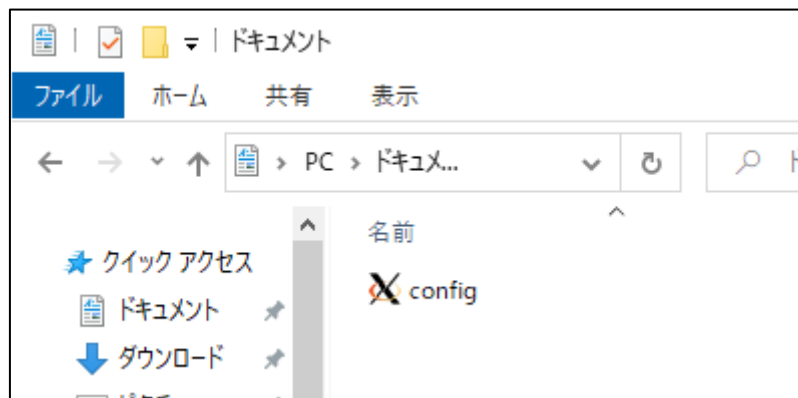 ドキュメント
ファイル ホーム 共有 表示
PC ドキュメ...
名前
クイック アクセス
config
ドキュメント
ダウンロード